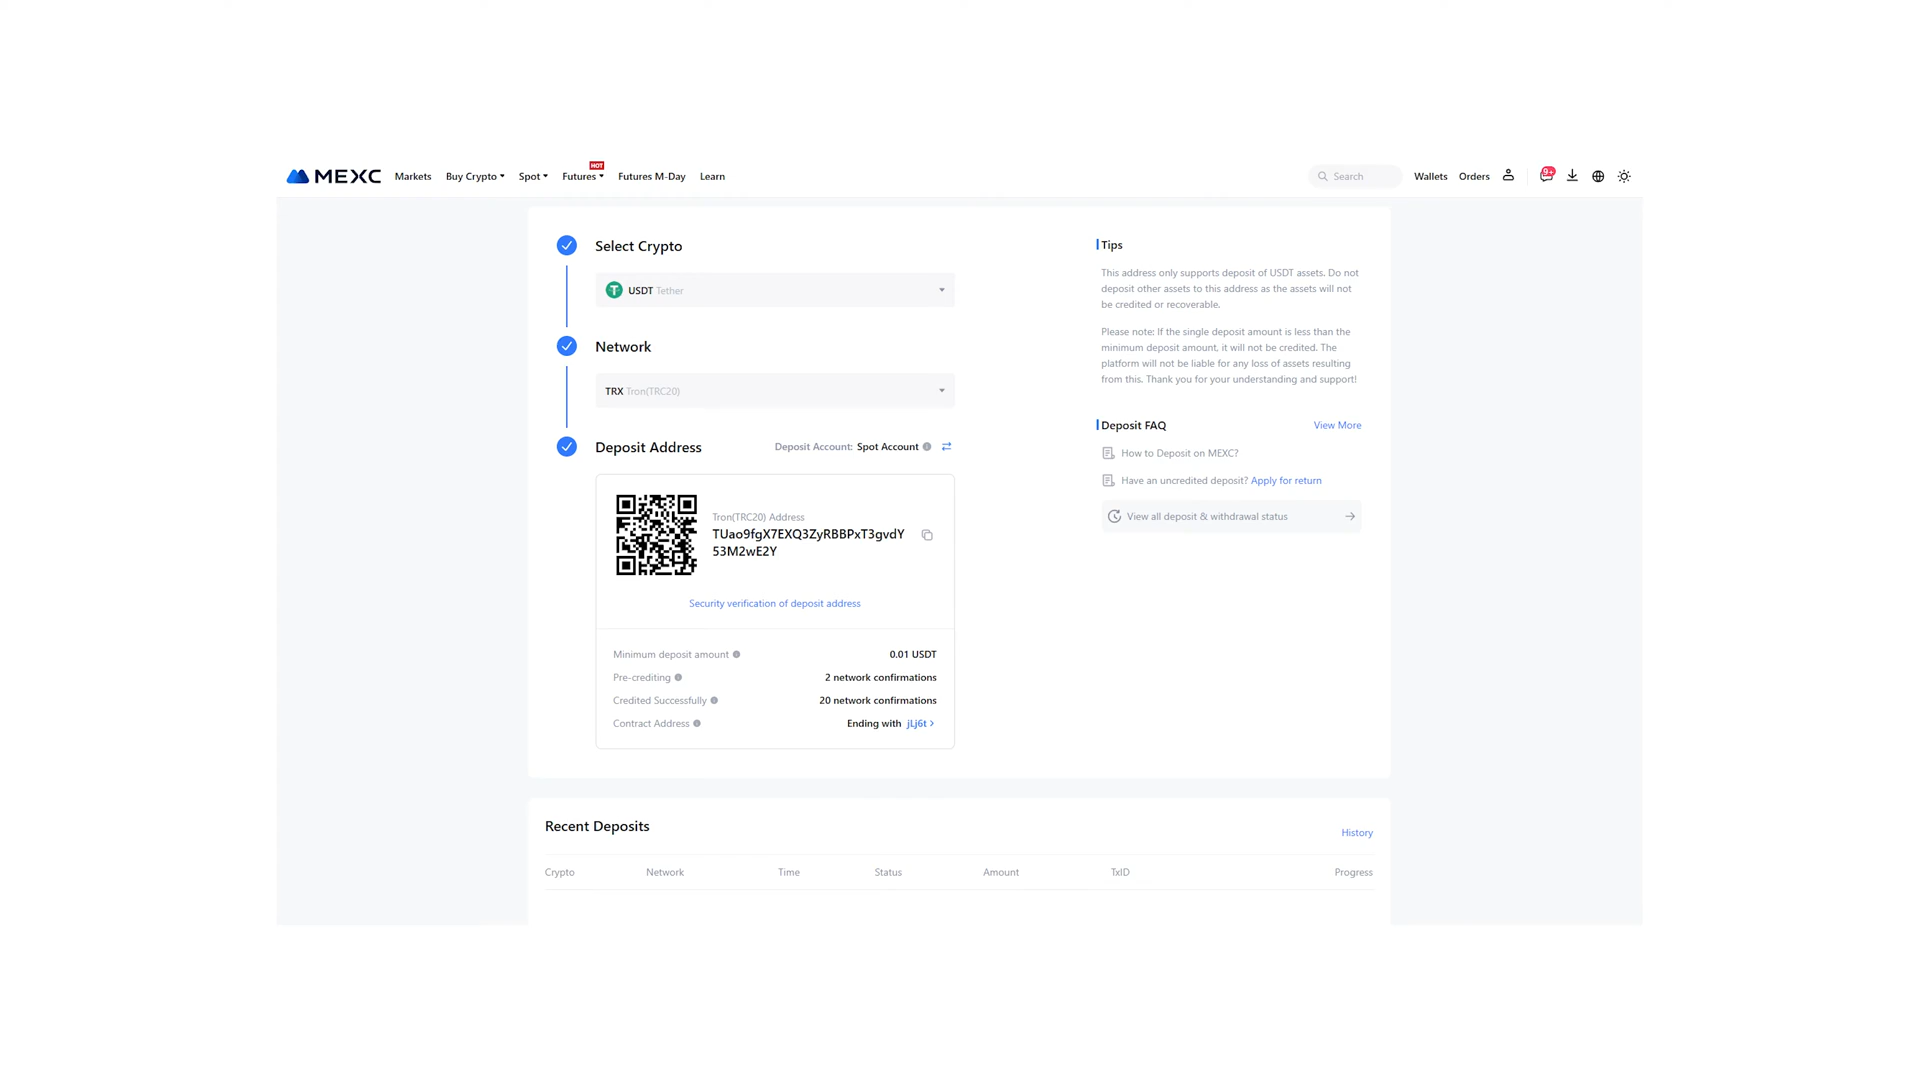 MEXC Markets Buy Crypto Spot Futures HOT Futures M-Day Learn Search Wallets Orders 9+
Select Crypto
USDT Tether
Network
TRX Tron(TRC20)
Deposit Address Deposit Account: Spot Account
Tron(TRC20) Address
TUao9fgX7EXQ3ZyRBBPxT3gvdY
53M2wE2Y
Security verification of deposit address
Minimum deposit amount 0.01 USDT
Pre-crediting 2 network confirmations
Credited Successfully 20 network confirmations
Contract Address Ending with jLj6t >
Tips
This address only supports deposit of USDT assets. Do not
deposit other assets to this address as the assets will not
be credited or recoverable.
Please note: If the single deposit amount is less than the
minimum deposit amount, it will not be credited. The
platform will not be liable for any loss of assets resulting
from this. Thank you for your understanding and support!
Deposit FAQ View More
How to Deposit on MEXC?
Have an uncredited deposit? Apply for return
View all deposit & withdrawal status
Recent Deposits
History
Crypto Network Time Status Amount TxID Progress